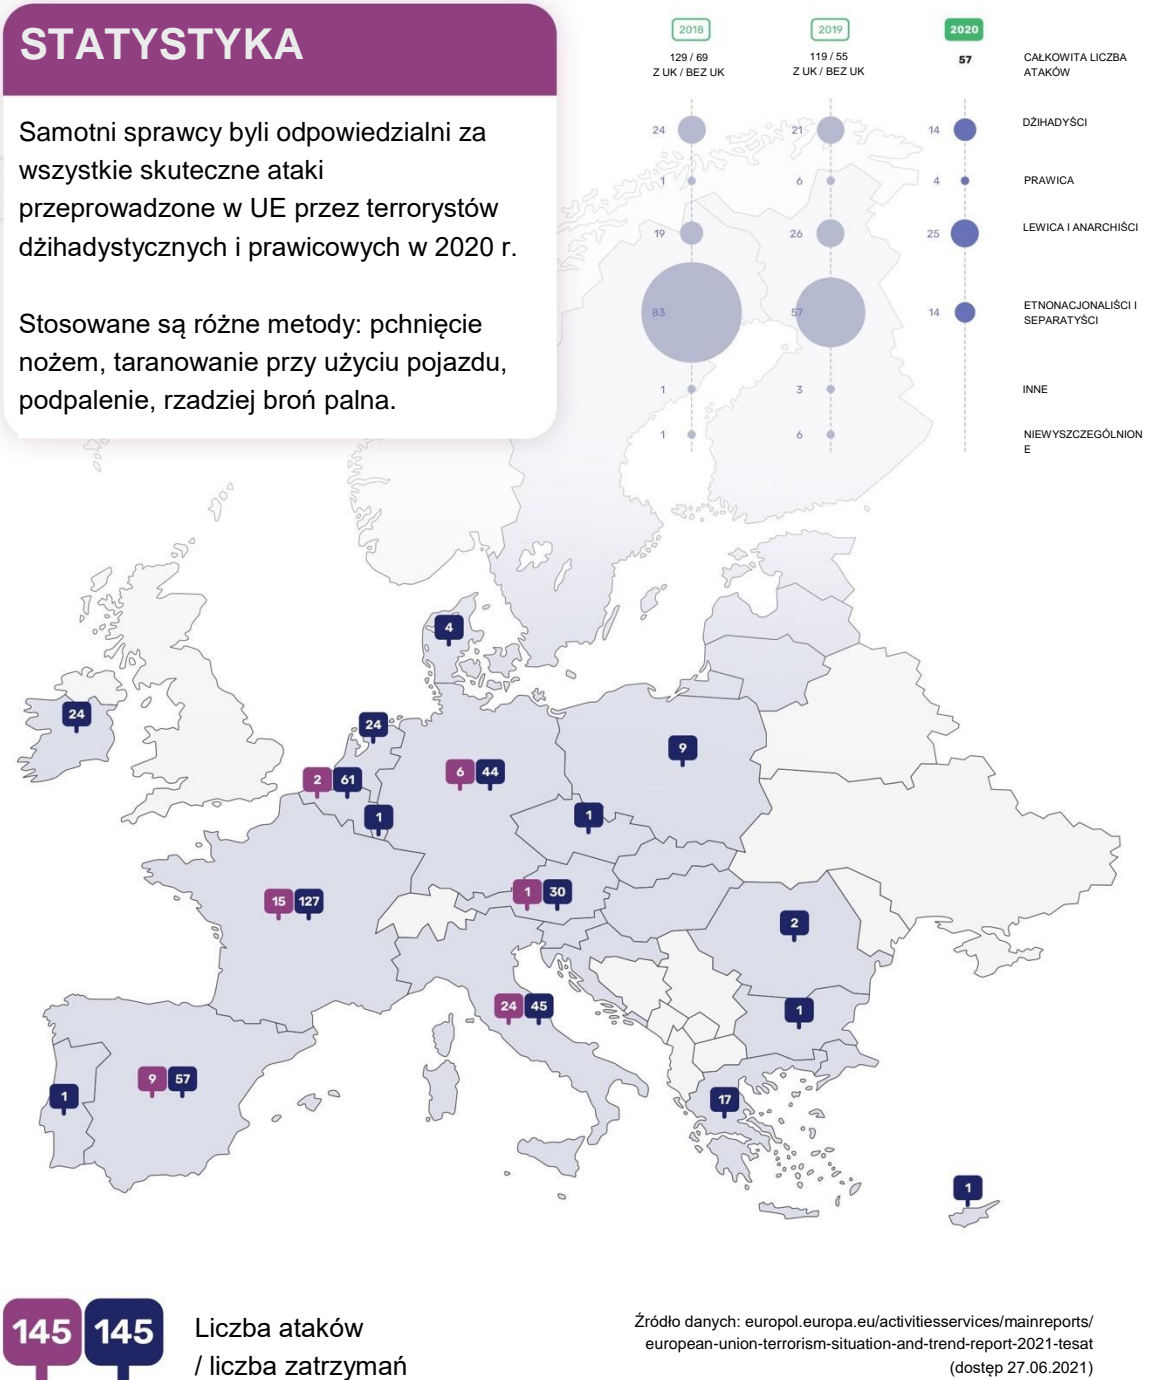 STATYSTYKA
Samotni sprawcy byli odpowiedzialni za
wszystkie skuteczne ataki
przeprowadzone w UE przez terrorystów
dżihadystycznych i prawicowych w 2020 r.
Stosowane są różne metody: pchnięcie
nożem, taranowanie przy użyciu pojazdu,
podpalenie, rzadziej broń palna.
2018 2019 2020
129 / 69 119 / 55 57 CAŁKOWITA LICZBA
Z UK / BEZ UK Z UK / BEZ UK ATAKÓW
24 21 14 DŻIHADYŚCI
1 6 4 PRAWICA
19 26 25 LEWICA I ANARCHIŚCI
83 57 14 ETNONACJONALIŚCI I
SEPARATYŚCI
1 3 INNE
1 6 NIEWYSZCZEGÓLNION
E
4
24
24
9
2 61
6 44
1
1
15 127
1 30
2
24 45
1
9 57
1
17
1
145 145
Liczba ataków
/ liczba zatrzymań
Źródło danych: europol.europa.eu/activitiesservices/mainreports/
european-union-terrorism-situation-and-trend-report-2021-tesat
(dostęp 27.06.2021)